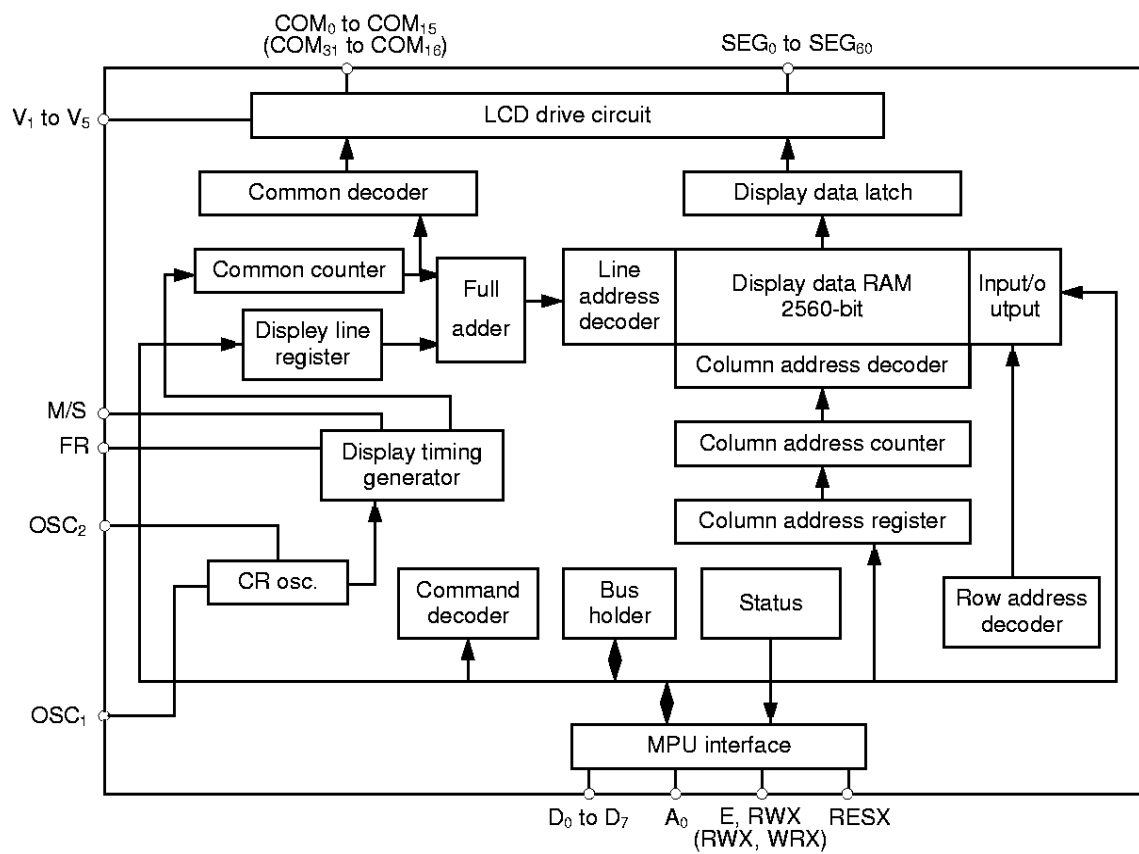 COM0 to COM15
(COM31 to COM16)
SEG0 to SEG60
V1 to V5
LCD drive circuit
Common decoder
Display data latch
Common counter
Full
adder
Line
address
decoder
Display data RAM
2560-bit
Input/o
utput
Display line
register
Column address decoder
M/S
FR
Display timing
generator
Column address counter
OSC2
Column address register
CR osc.
Command
decoder
Bus
holder
Status
Row address
decoder
OSC1
MPU interface
D0 to D7
A0
E, RWX
(RWX, WRX)
RESX